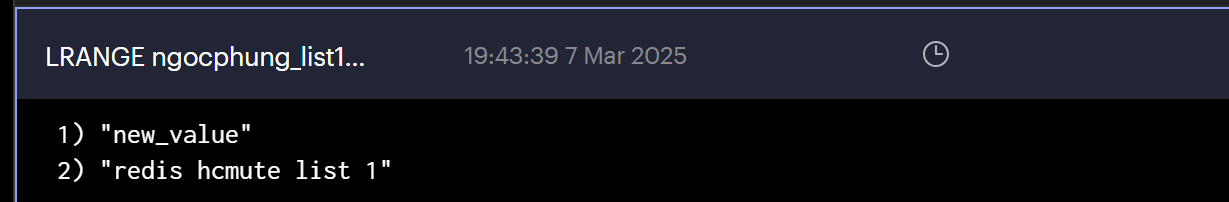 LRANGE ngocphung_list1... 19:43:39 7 Mar 2025
1) "new_value"
2) "redis hcmute list 1"